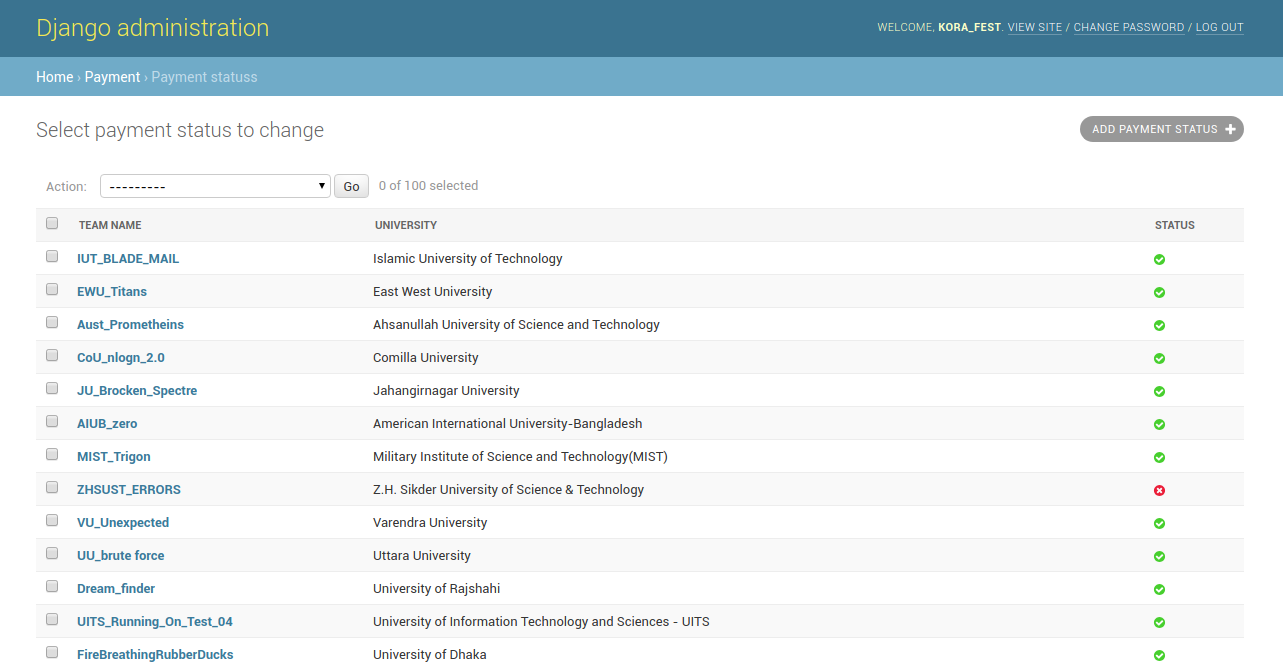 Django administration
WELCOME, KORA_FEST. VIEW SITE / CHANGE PASSWORD / LOG OUT
Home › Payment › Payment statuss
Select payment status to change
ADD PAYMENT STATUS +
Action: --------- Go 0 of 100 selected
TEAM NAME UNIVERSITY STATUS
IUT_BLADE_MAIL Islamic University of Technology
EWU_Titans East West University
Aust_Prometheins Ahsanullah University of Science and Technology
CoU_nlogn_2.0 Comilla University
JU_Brocken_Spectre Jahangirnagar University
AIUB_zero American International University-Bangladesh
MIST_Trigon Military Institute of Science and Technology(MIST)
ZHSUST_ERRORS Z.H. Sikder University of Science & Technology
VU_Unexpected Varendra University
UU_brute force Uttara University
Dream_finder University of Rajshahi
UITS_Running_On_Test_04 University of Information Technology and Sciences - UITS
FireBreathingRubberDucks University of Dhaka